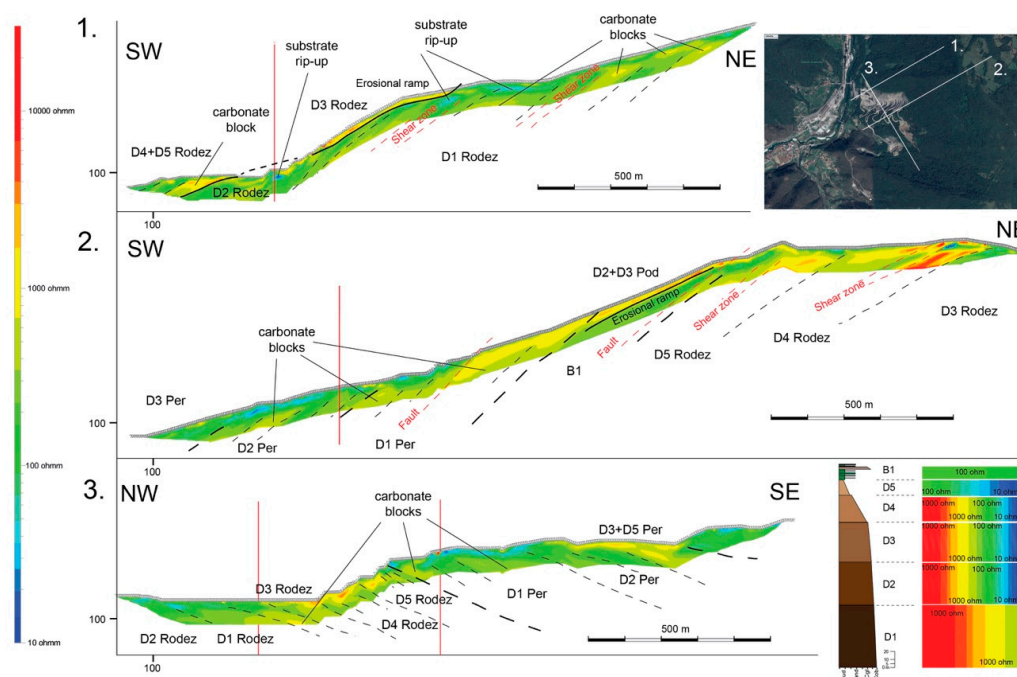 10000 ohmm
1000 ohmm
100 ohmm
10 ohmm
1.
SW
NE
substrate
rip-up
substrate
rip-up
carbonate
blocks
Erosional ramp
D3 Rodez
carbonate
block
Shear zone
Shear zone
D4+D5 Rodez
D1 Rodez
D2 Rodez
100
500 m
100
1.
2.
3.
2.
SW
NE
D2+D3 Pod
carbonate
blocks
Erosional ramp
Shear zone
Shear zone
D3 Rodez
D4 Rodez
D5 Rodez
Fault
B1
D3 Per
Fault
D2 Per
D1 Per
100
500 m
100
3.
NW
SE
carbonate
blocks
D3+D5 Per
D3 Rodez
D2 Per
D5 Rodez
D1 Per
D4 Rodez
D2 Rodez
D1 Rodez
100
500 m
100
B1
D5
D4
D3
D2
D1
100 ohm
100 ohm
10 ohm
1000 ohm
100 ohm
10 ohm
1000 ohm
100 ohm
10 ohm
1000 ohm
100 ohm
10 ohm
1000 ohm
1000 ohm